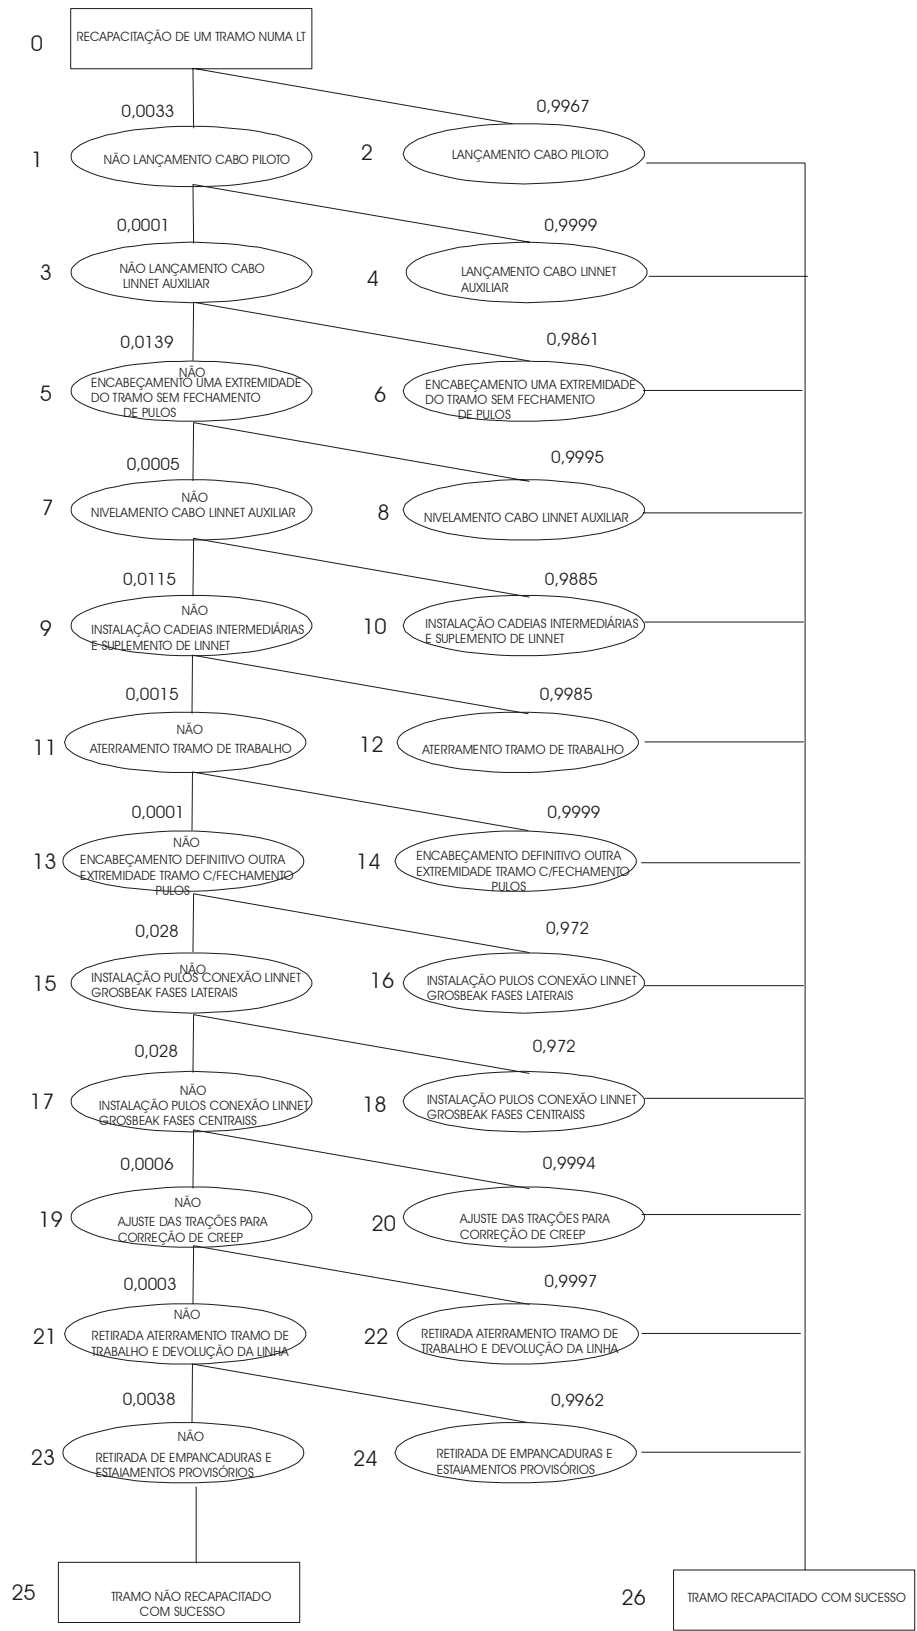 0
RECAPACITAÇÃO DE UM TRAMO NUMA LT
0,0033
0,9967
1
NÃO LANÇAMENTO CABO PILOTO
2
LANÇAMENTO CABO PILOTO
0,0001
0,9999
3
NÃO LANÇAMENTO CABO
LINNET AUXILIAR
4
LANÇAMENTO CABO LINNET
AUXILIAR
0,0139
0,9861
5
NÃO
ENCABEÇAMENTO UMA EXTREMIDADE
DO TRAMO SEM FECHAMENTO
DE PULOS
6
ENCABEÇAMENTO UMA EXTREMIDADE
DO TRAMO SEM FECHAMENTO
DE PULOS
0,0005
0,9995
7
NÃO
NIVELAMENTO CABO LINNET AUXILIAR
8
NIVELAMENTO CABO LINNET AUXILIAR
0,0115
0,9885
9
NÃO
INSTALAÇÃO CADEIAS INTERMEDIÁRIAS
E SUPLEMENTO DE LINNET
10
INSTALAÇÃO CADEIAS INTERMEDIÁRIAS
E SUPLEMENTO DE LINNET
0,0015
0,9985
11
NÃO
ATERRAMENTO TRAMO DE TRABALHO
12
ATERRAMENTO TRAMO DE TRABALHO
0,0001
0,9999
13
NÃO
ENCABEÇAMENTO DEFINITIVO OUTRA
EXTREMIDADE TRAMO C/FECHAMENTO
PULOS
14
ENCABEÇAMENTO DEFINITIVO OUTRA
EXTREMIDADE TRAMO C/FECHAMENTO
PULOS
0,028
0,972
15
NÃO
INSTALAÇÃO PULOS CONEXÃO LINNET
GROSBEAK FASES LATERAIS
16
INSTALAÇÃO PULOS CONEXÃO LINNET
GROSBEAK FASES LATERAIS
0,028
0,972
17
NÃO
INSTALAÇÃO PULOS CONEXÃO LINNET
GROSBEAK FASES CENTRAISS
18
INSTALAÇÃO PULOS CONEXÃO LINNET
GROSBEAK FASES CENTRAISS
0,0006
0,9994
19
NÃO
AJUSTE DAS TRAÇÕES PARA
CORREÇÃO DE CREEP
20
AJUSTE DAS TRAÇÕES PARA
CORREÇÃO DE CREEP
0,0003
0,9997
21
NÃO
RETIRADA ATERRAMENTO TRAMO DE
TRABALHO E DEVOLUÇÃO DA LINHA
22
RETIRADA ATERRAMENTO TRAMO DE
TRABALHO E DEVOLUÇÃO DA LINHA
0,0038
0,9962
23
NÃO
RETIRADA DE EMPANCADURAS E
ESTAIAMENTOS PROVISÓRIOS
24
RETIRADA DE EMPANCADURAS E
ESTAIAMENTOS PROVISÓRIOS
25
TRAMO NÃO RECAPACITADO
COM SUCESSO
26
TRAMO RECAPACITADO COM SUCESSO